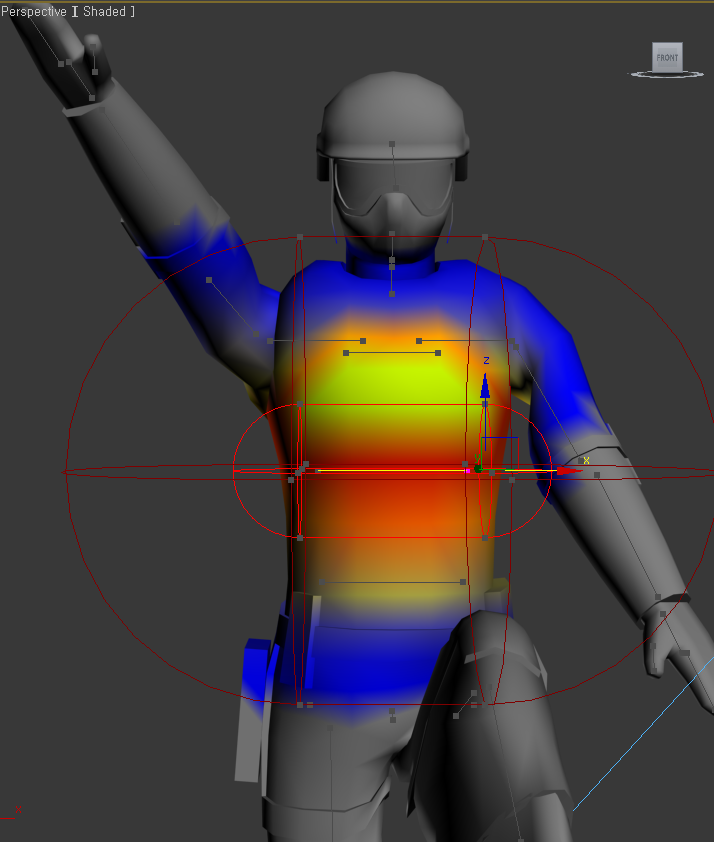 Perspective [ Shaded ]
FRONT
z
x